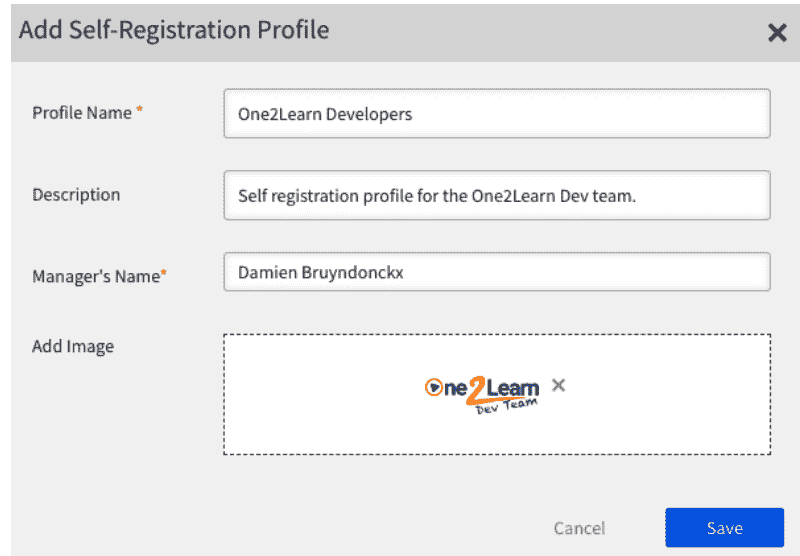 Add Self-Registration Profile
Profile Name *
One2Learn Developers
Description
Self registration profile for the One2Learn Dev team.
Manager's Name*
Damien Bruyndonckx
Add Image
One2Learn
Dev Team
Cancel
Save